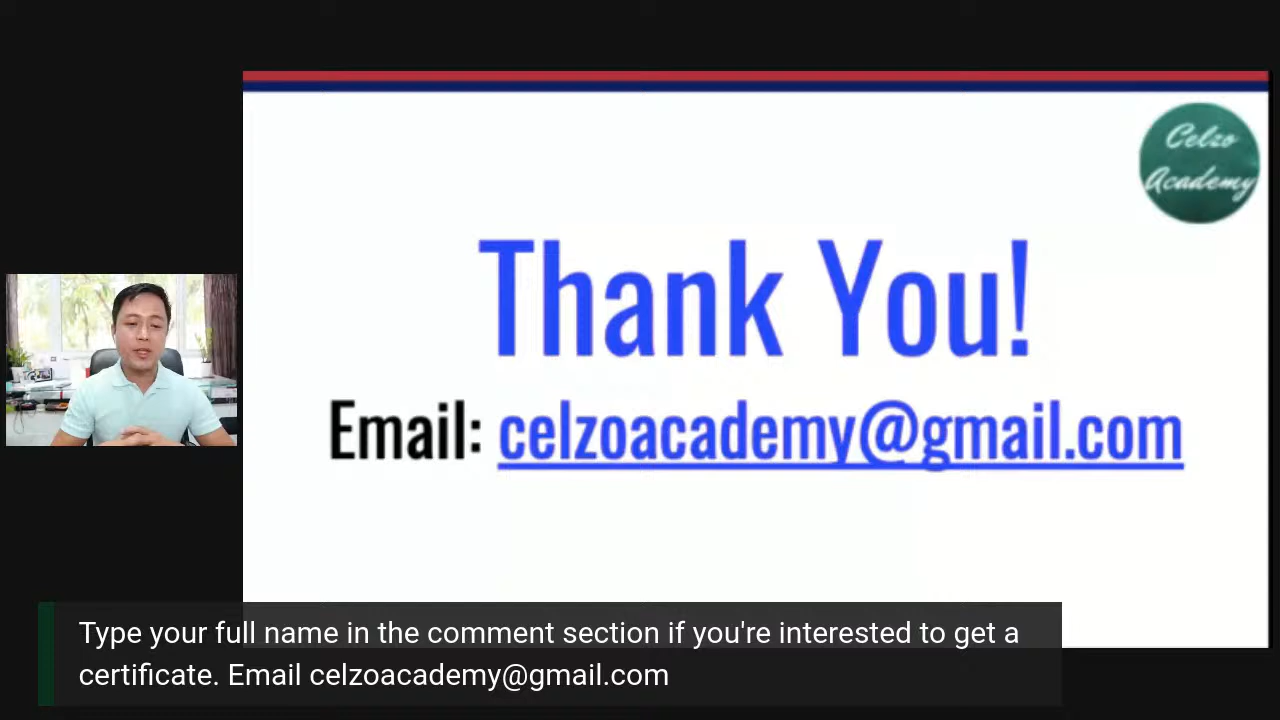 Celzo
Academy
Thank You!
Email: celzoacademy@gmail.com
Type your full name in the comment section if you're interested to get a
certificate. Email celzoacademy@gmail.com